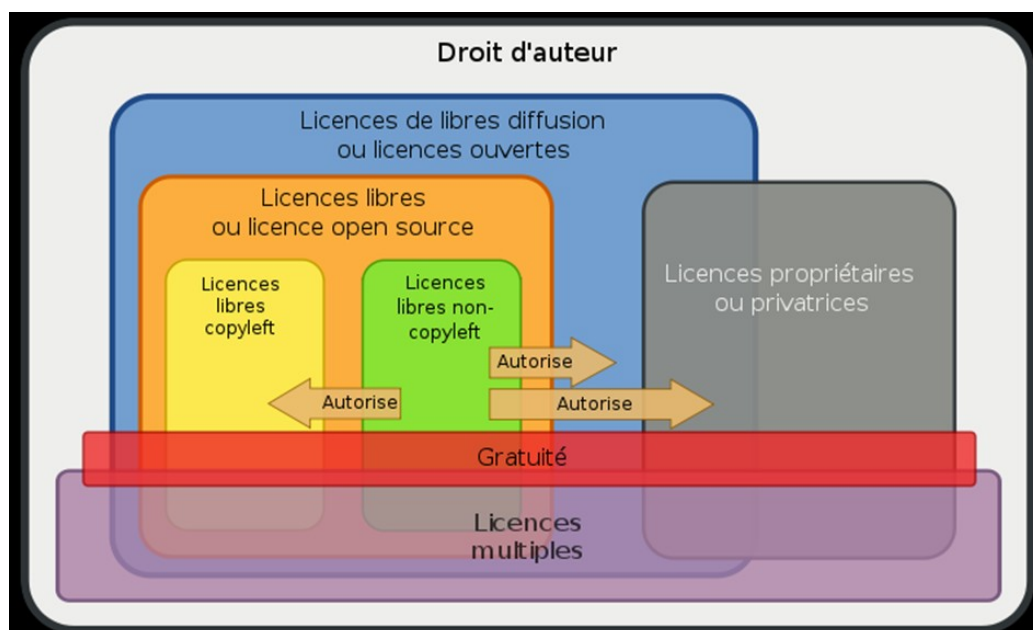 Droit d'auteur
Licences de libres diffusion
ou licences ouvertes
Licences libres
ou licence open source
Licences
libres
copyleft
Licences
libres non-
copyleft
Licences propriétaires
ou privatrices
Autorise
Autorise
Autorise
Gratuité
Licences
multiples